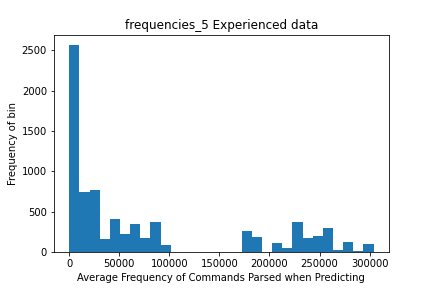 frequencies_5 Experienced data
Frequency of bin
2500
2000
1500
1000
500
0
0 50000 100000 150000 200000 250000 300000
Average Frequency of Commands Parsed when Predicting